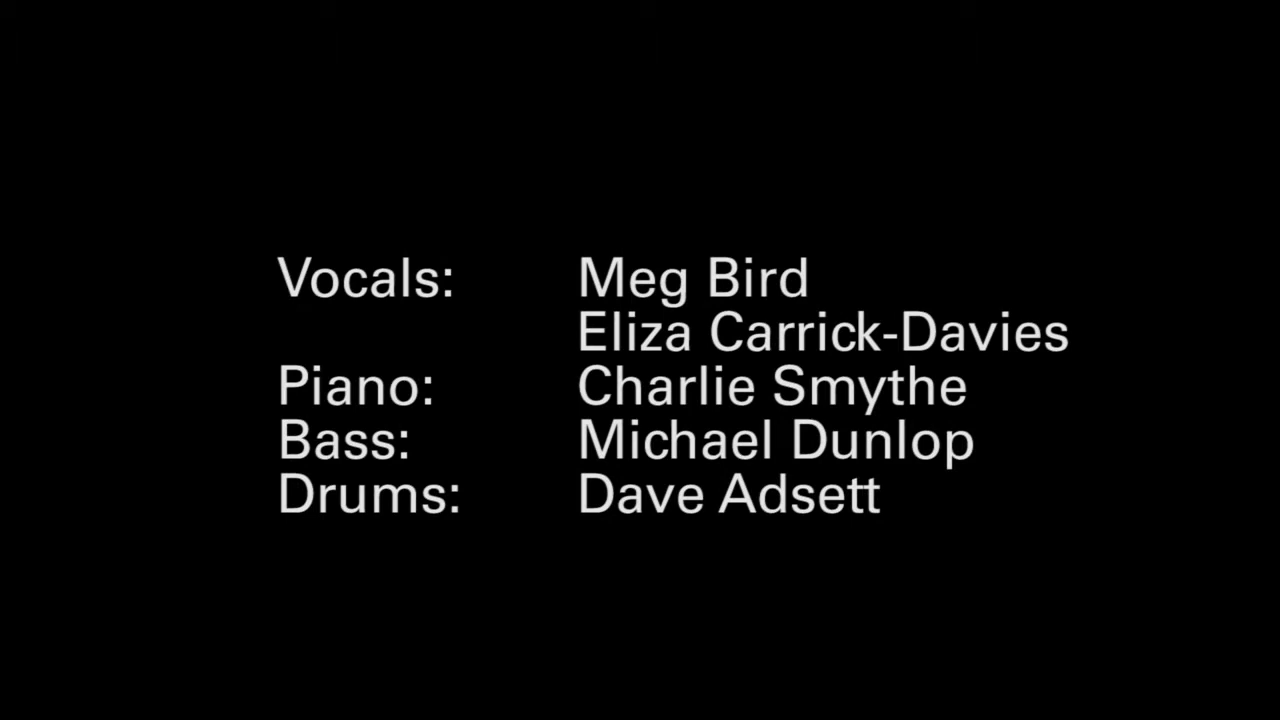 Vocals: Meg Bird
Eliza Carrick-Davies
Piano: Charlie Smythe
Bass: Michael Dunlop
Drums: Dave Adsett